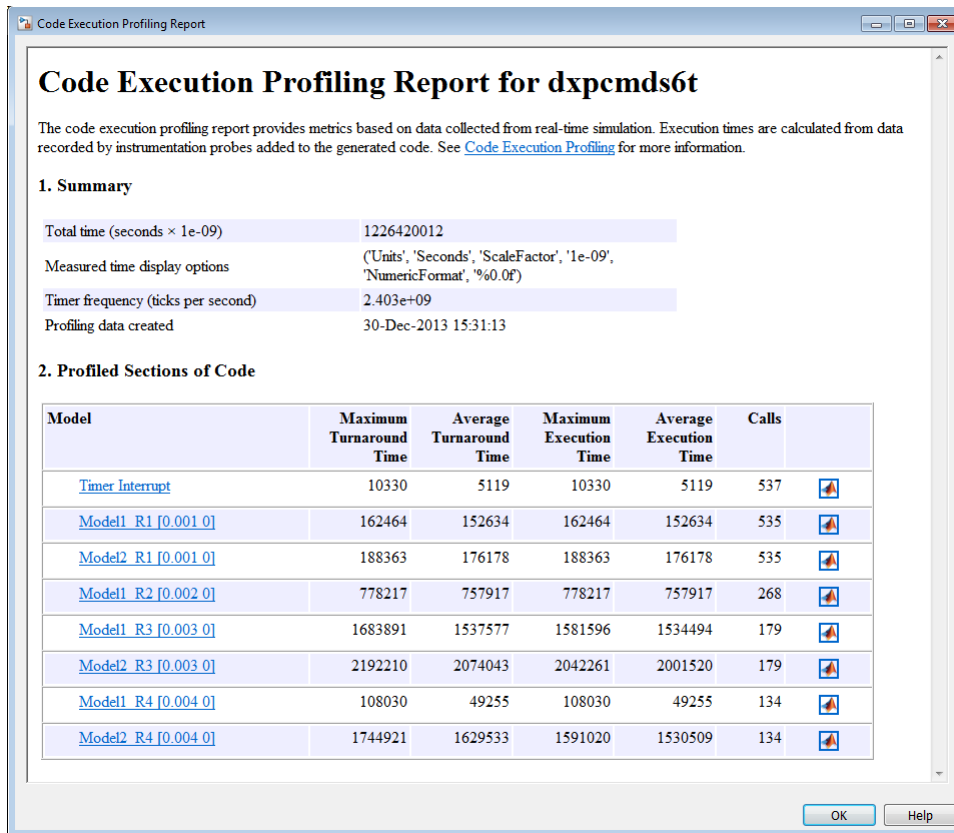 Code Execution Profiling Report
Code Execution Profiling Report for dxpcmds6t
The code execution profiling report provides metrics based on data collected from real-time simulation. Execution times are calculated from data
recorded by instrumentation probes added to the generated code. See Code Execution Profiling for more information.
1. Summary
Total time (seconds × 1e-09) 1226420012
Measured time display options ('Units', 'Seconds', 'ScaleFactor', '1e-09',
'NumericFormat', '%0.0f')
Timer frequency (ticks per second) 2.403e+09
Profiling data created 30-Dec-2013 15:31:13
2. Profiled Sections of Code
Model Maximum Average Maximum Average Calls
Turnaround Turnaround Execution Execution
Time Time Time Time
Timer Interrupt 10330 5119 10330 5119 537
Model1_R1 [0.001 0] 162464 152634 162464 152634 535
Model2_R1 [0.001 0] 188363 176178 188363 176178 535
Model1_R2 [0.002 0] 778217 757917 778217 757917 268
Model1_R3 [0.003 0] 1683891 1537577 1581596 1534494 179
Model2_R3 [0.003 0] 2192210 2074043 2042261 2001520 179
Model1_R4 [0.004 0] 108030 49255 108030 49255 134
Model2_R4 [0.004 0] 1744921 1629533 1591020 1530509 134
OK Help